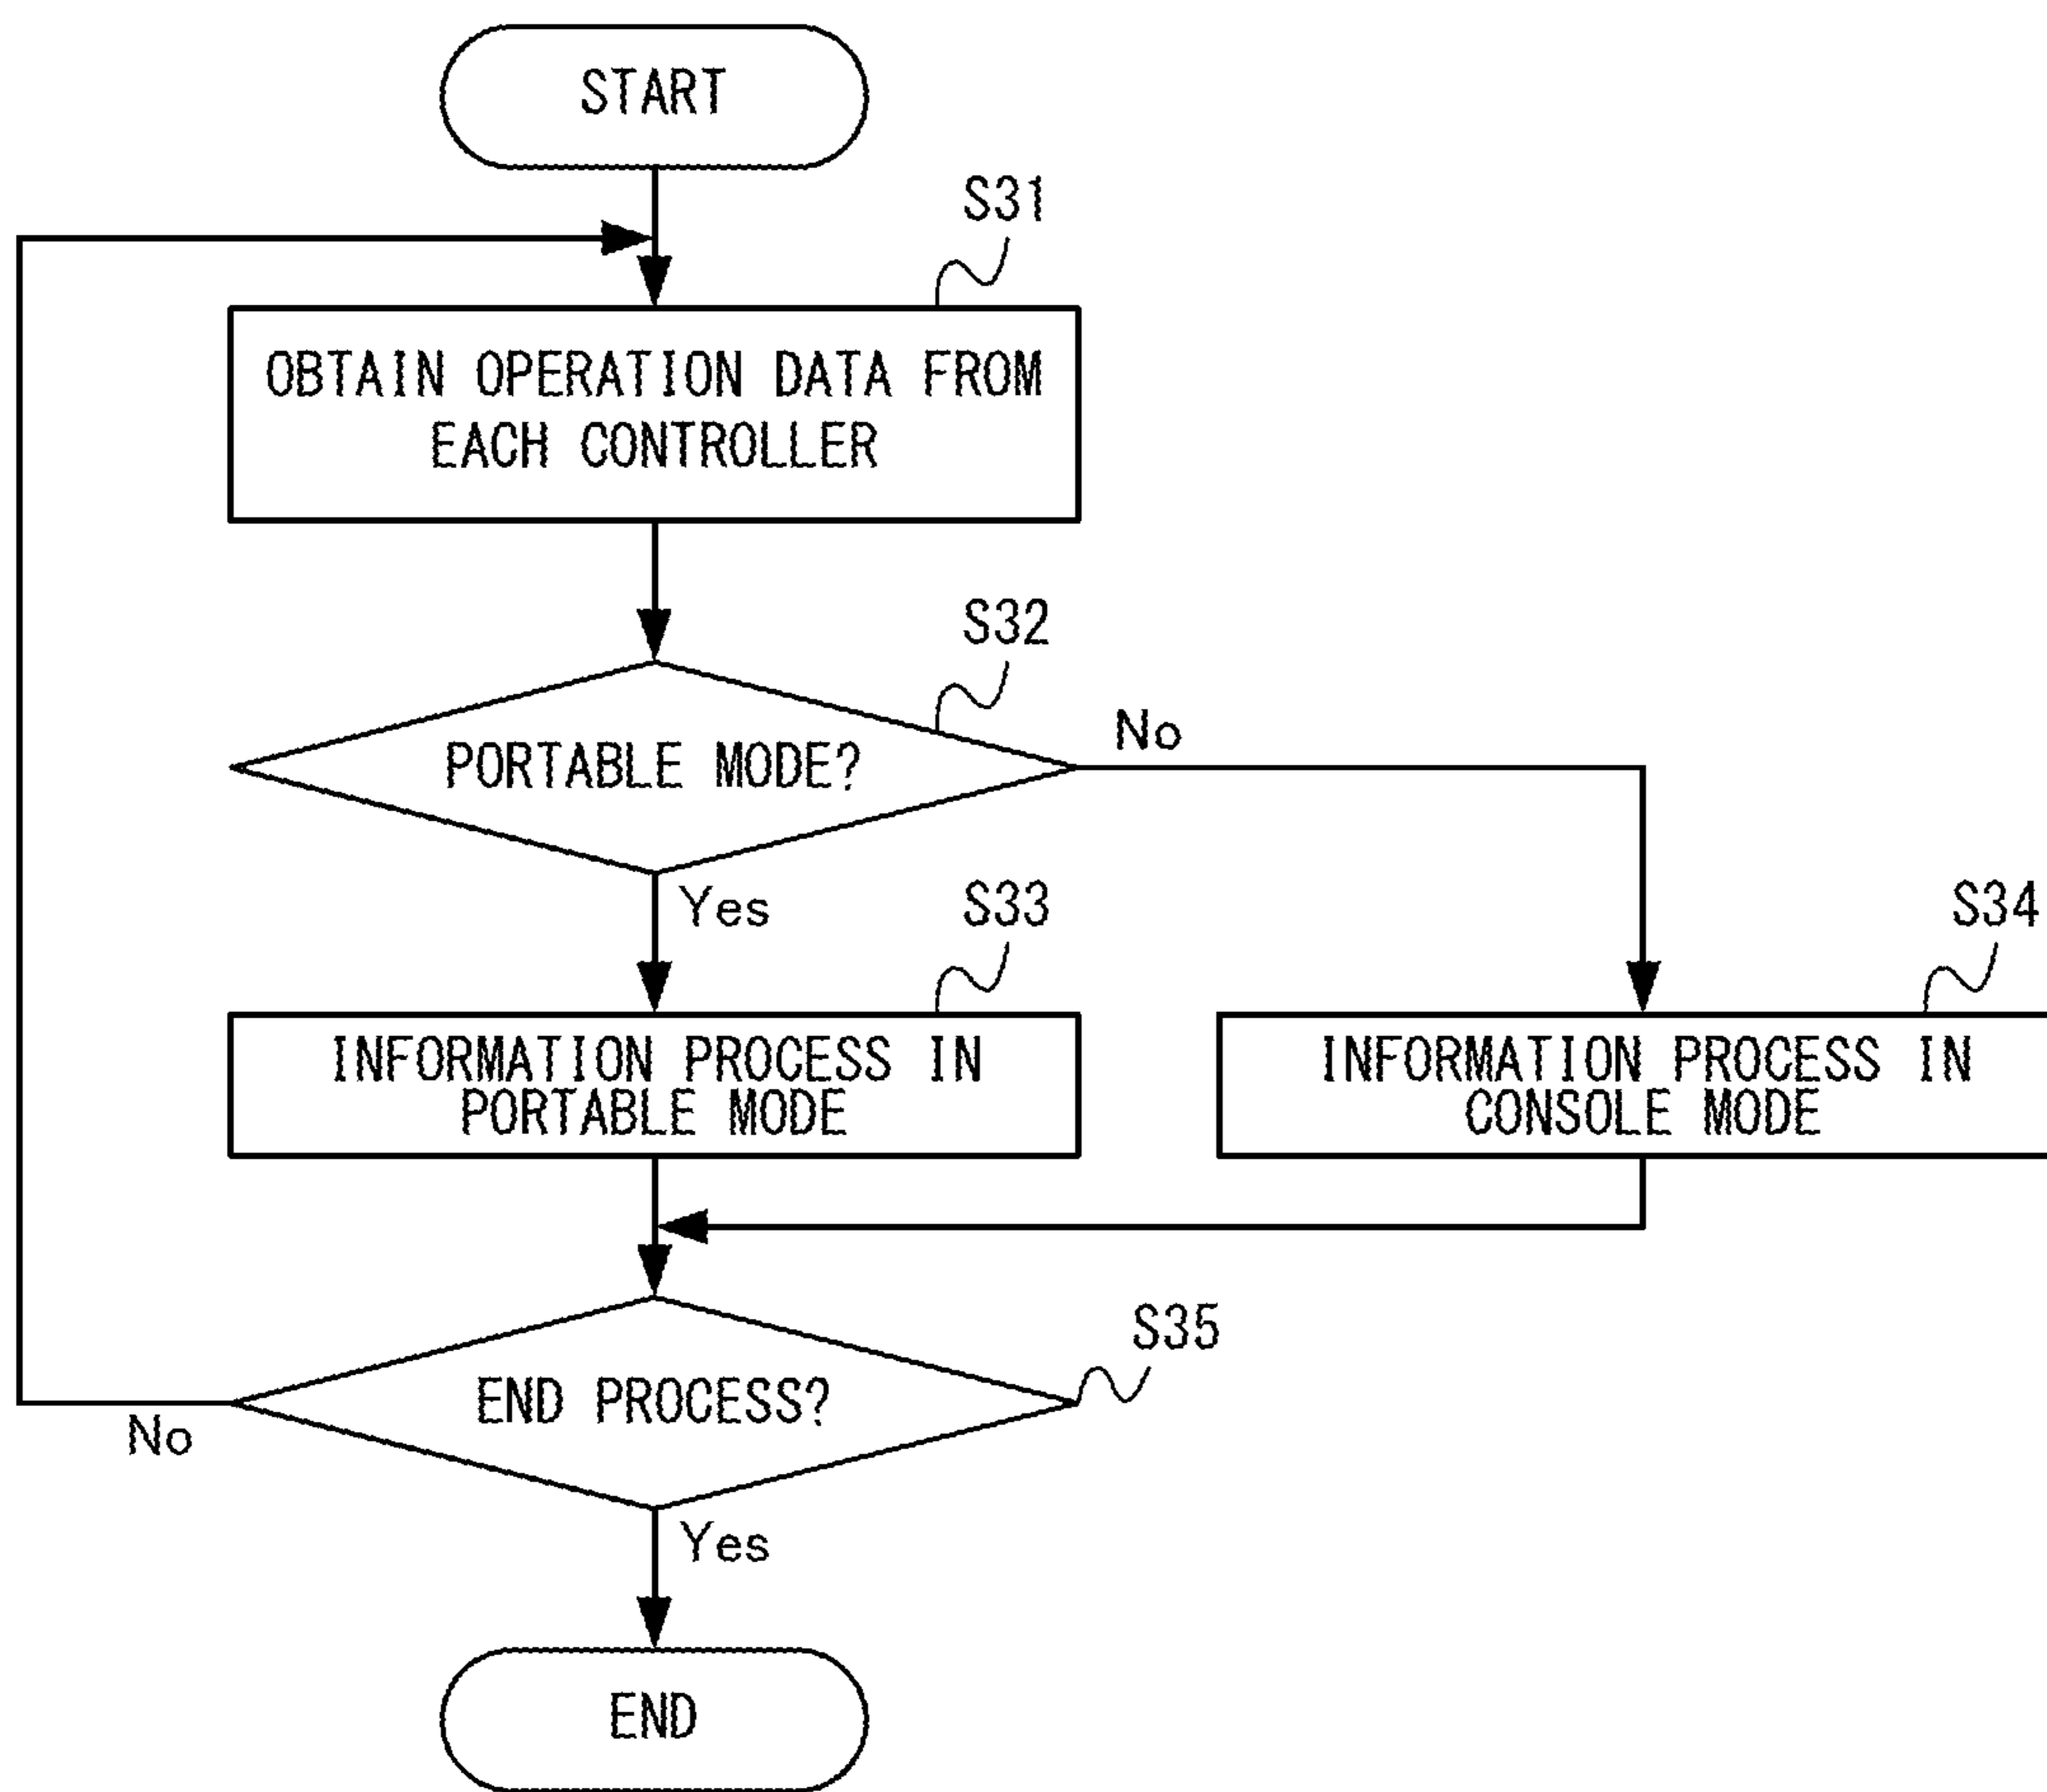 START
S31
OBTAIN OPERATION DATA FROM
EACH CONTROLLER
S32
PORTABLE MODE?
No
Yes
S33
S34
INFORMATION PROCESS IN
PORTABLE MODE
INFORMATION PROCESS IN
CONSOLE MODE
S35
END PROCESS?
No
Yes
END